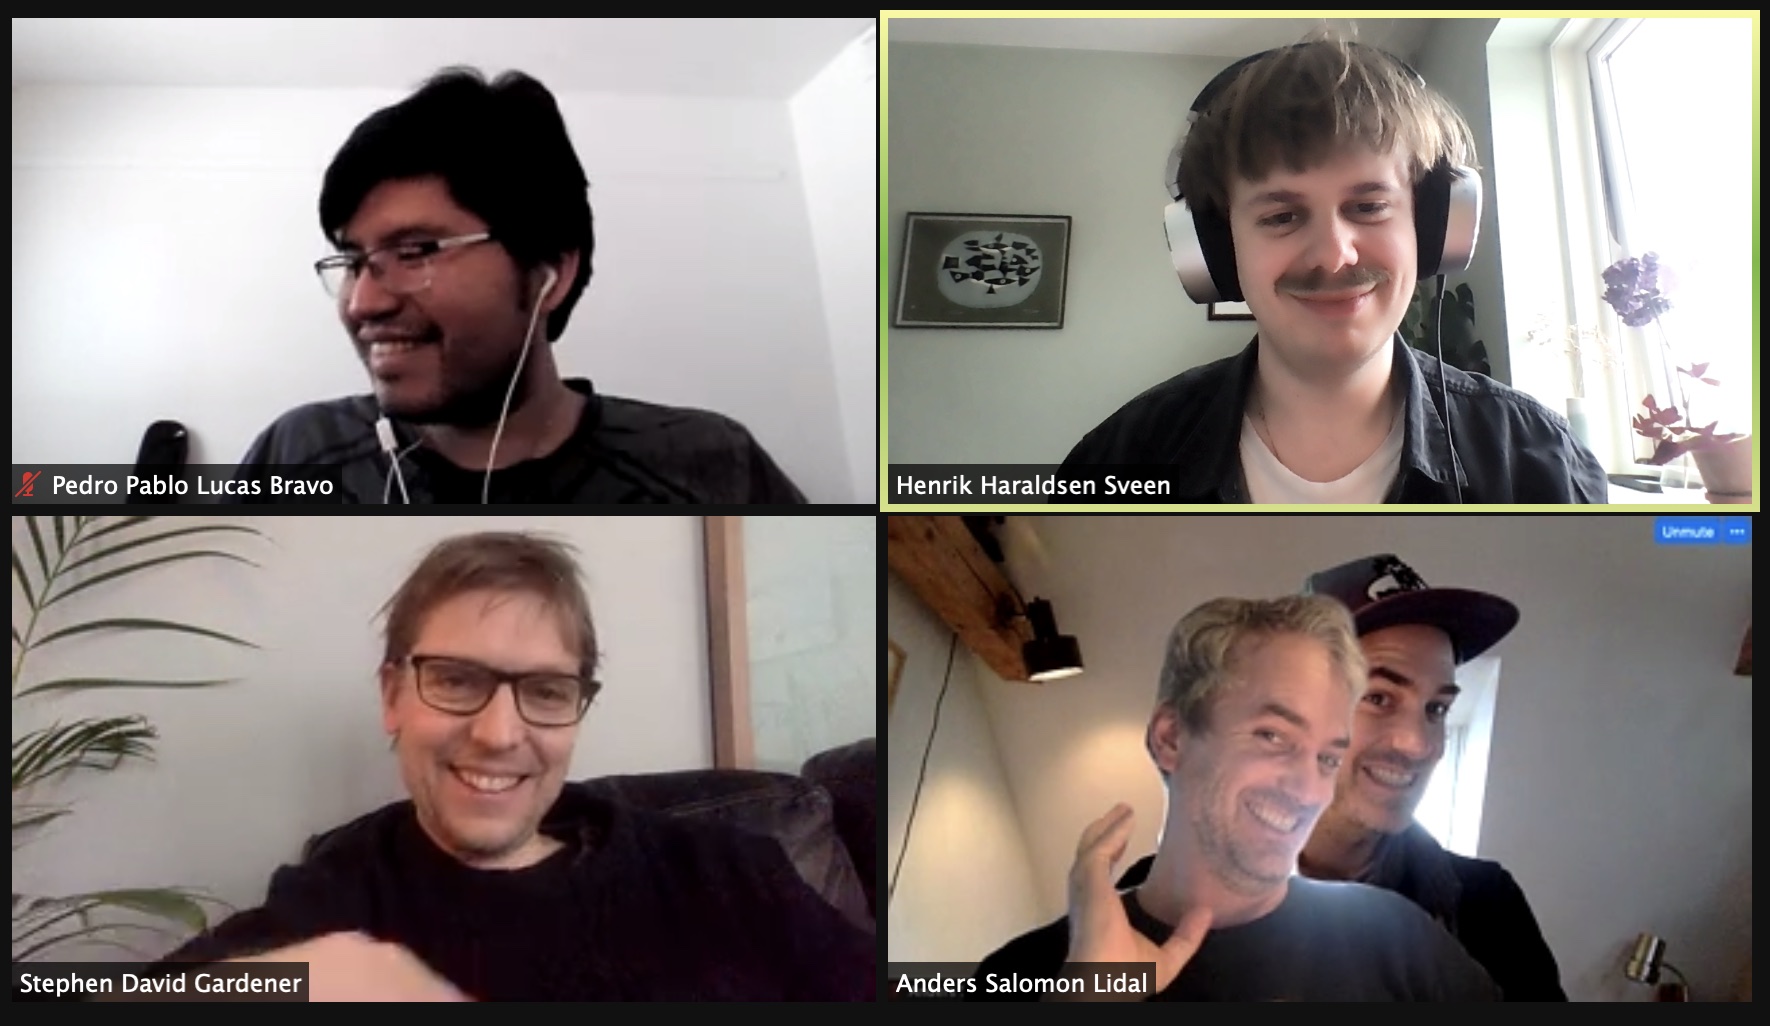 Pedro Pablo Lucas Bravo
Henrik Haraldsen Sveen
Unmute
Stephen David Gardener
Anders Salomon Lidal